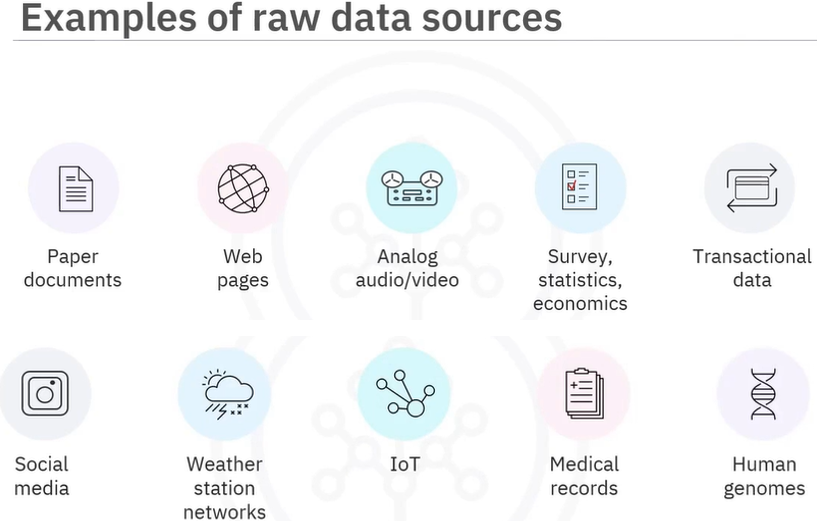 Examples of raw data sources
Paper
documents
Web
pages
Analog
audio/video
Survey,
statistics,
economics
Transactional
data
Social
media
Weather
station
networks
IoT
Medical
records
Human
genomes